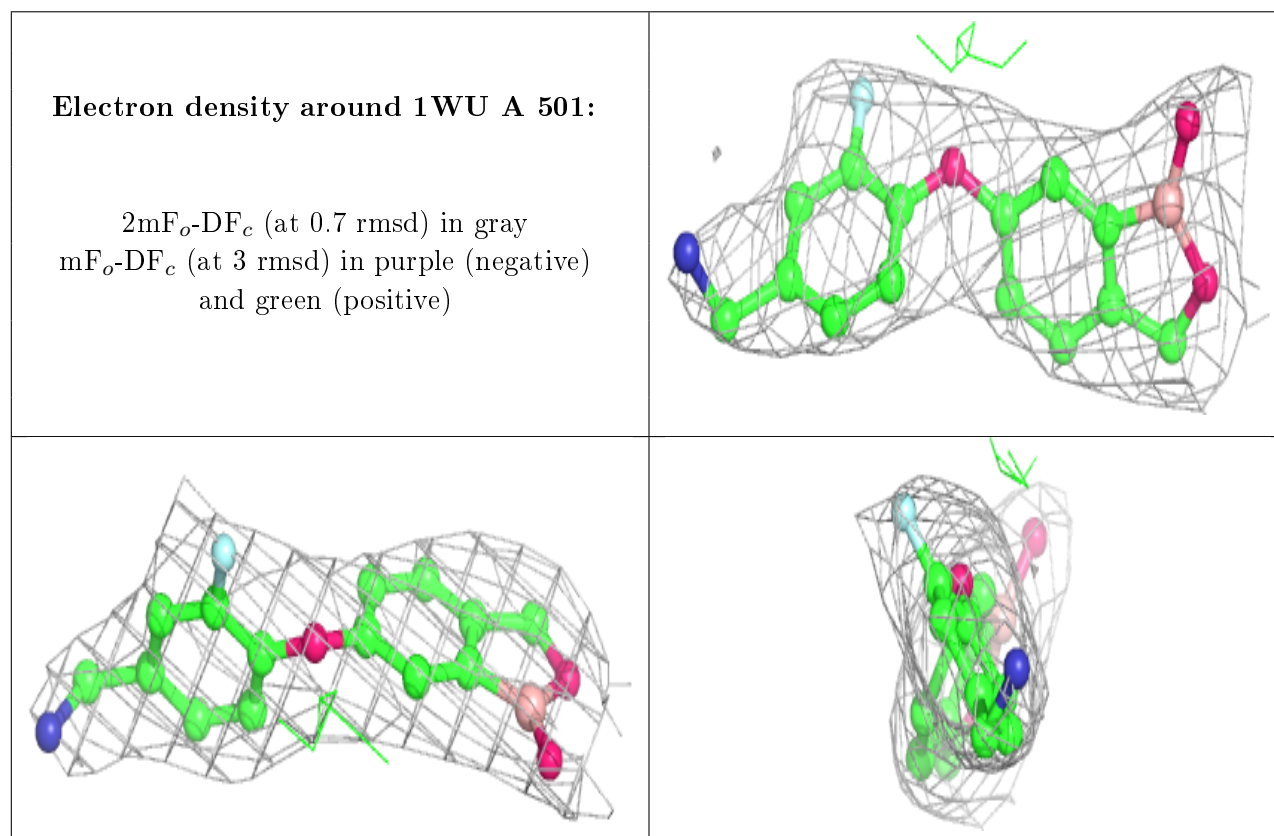 Electron density around 1WU A 501:
2mFₒ-DF𝑐 (at 0.7 rmsd) in gray
mFₒ-DF𝑐 (at 3 rmsd) in purple (negative)
and green (positive)